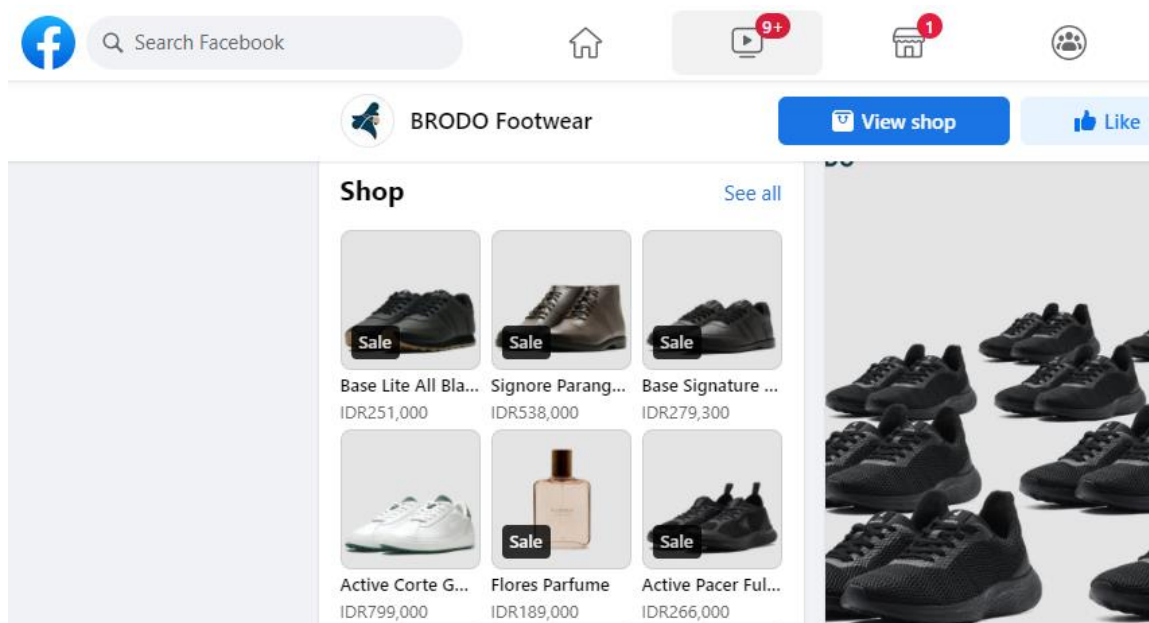 Search Facebook
9+
1
BRODO Footwear
View shop
Like
Shop
See all
Sale
Sale
Sale
Base Lite All Bla...
Signore Parang...
Base Signature ...
IDR251,000
IDR538,000
IDR279,300
Sale
Sale
Active Corte G...
Flores Parfume
Active Pacer Ful...
IDR799,000
IDR189,000
IDR266,000